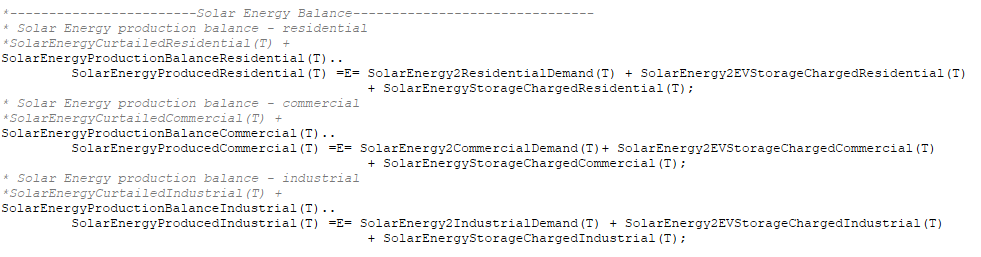 *------------------------Solar Energy Balance-------------------------------
* Solar Energy production balance - residential
*SolarEnergyCurtailedResidential(T) +
SolarEnergyProductionBalanceResidential(T)..
         SolarEnergyProducedResidential(T) =E= SolarEnergy2ResidentialDemand(T) + SolarEnergy2EVStorageChargedResidential(T)
                                               + SolarEnergyStorageChargedResidential(T);
* Solar Energy production balance - commercial
*SolarEnergyCurtailedCommercial(T) +
SolarEnergyProductionBalanceCommercial(T)..
         SolarEnergyProducedCommercial(T) =E= SolarEnergy2CommercialDemand(T)+ SolarEnergy2EVStorageChargedCommercial(T)
                                               + SolarEnergyStorageChargedCommercial(T);
* Solar Energy production balance - industrial
*SolarEnergyCurtailedIndustrial(T) +
SolarEnergyProductionBalanceIndustrial(T)..
         SolarEnergyProducedIndustrial(T) =E= SolarEnergy2IndustrialDemand(T) + SolarEnergy2EVStorageChargedIndustrial(T)
                                               + SolarEnergyStorageChargedIndustrial(T);